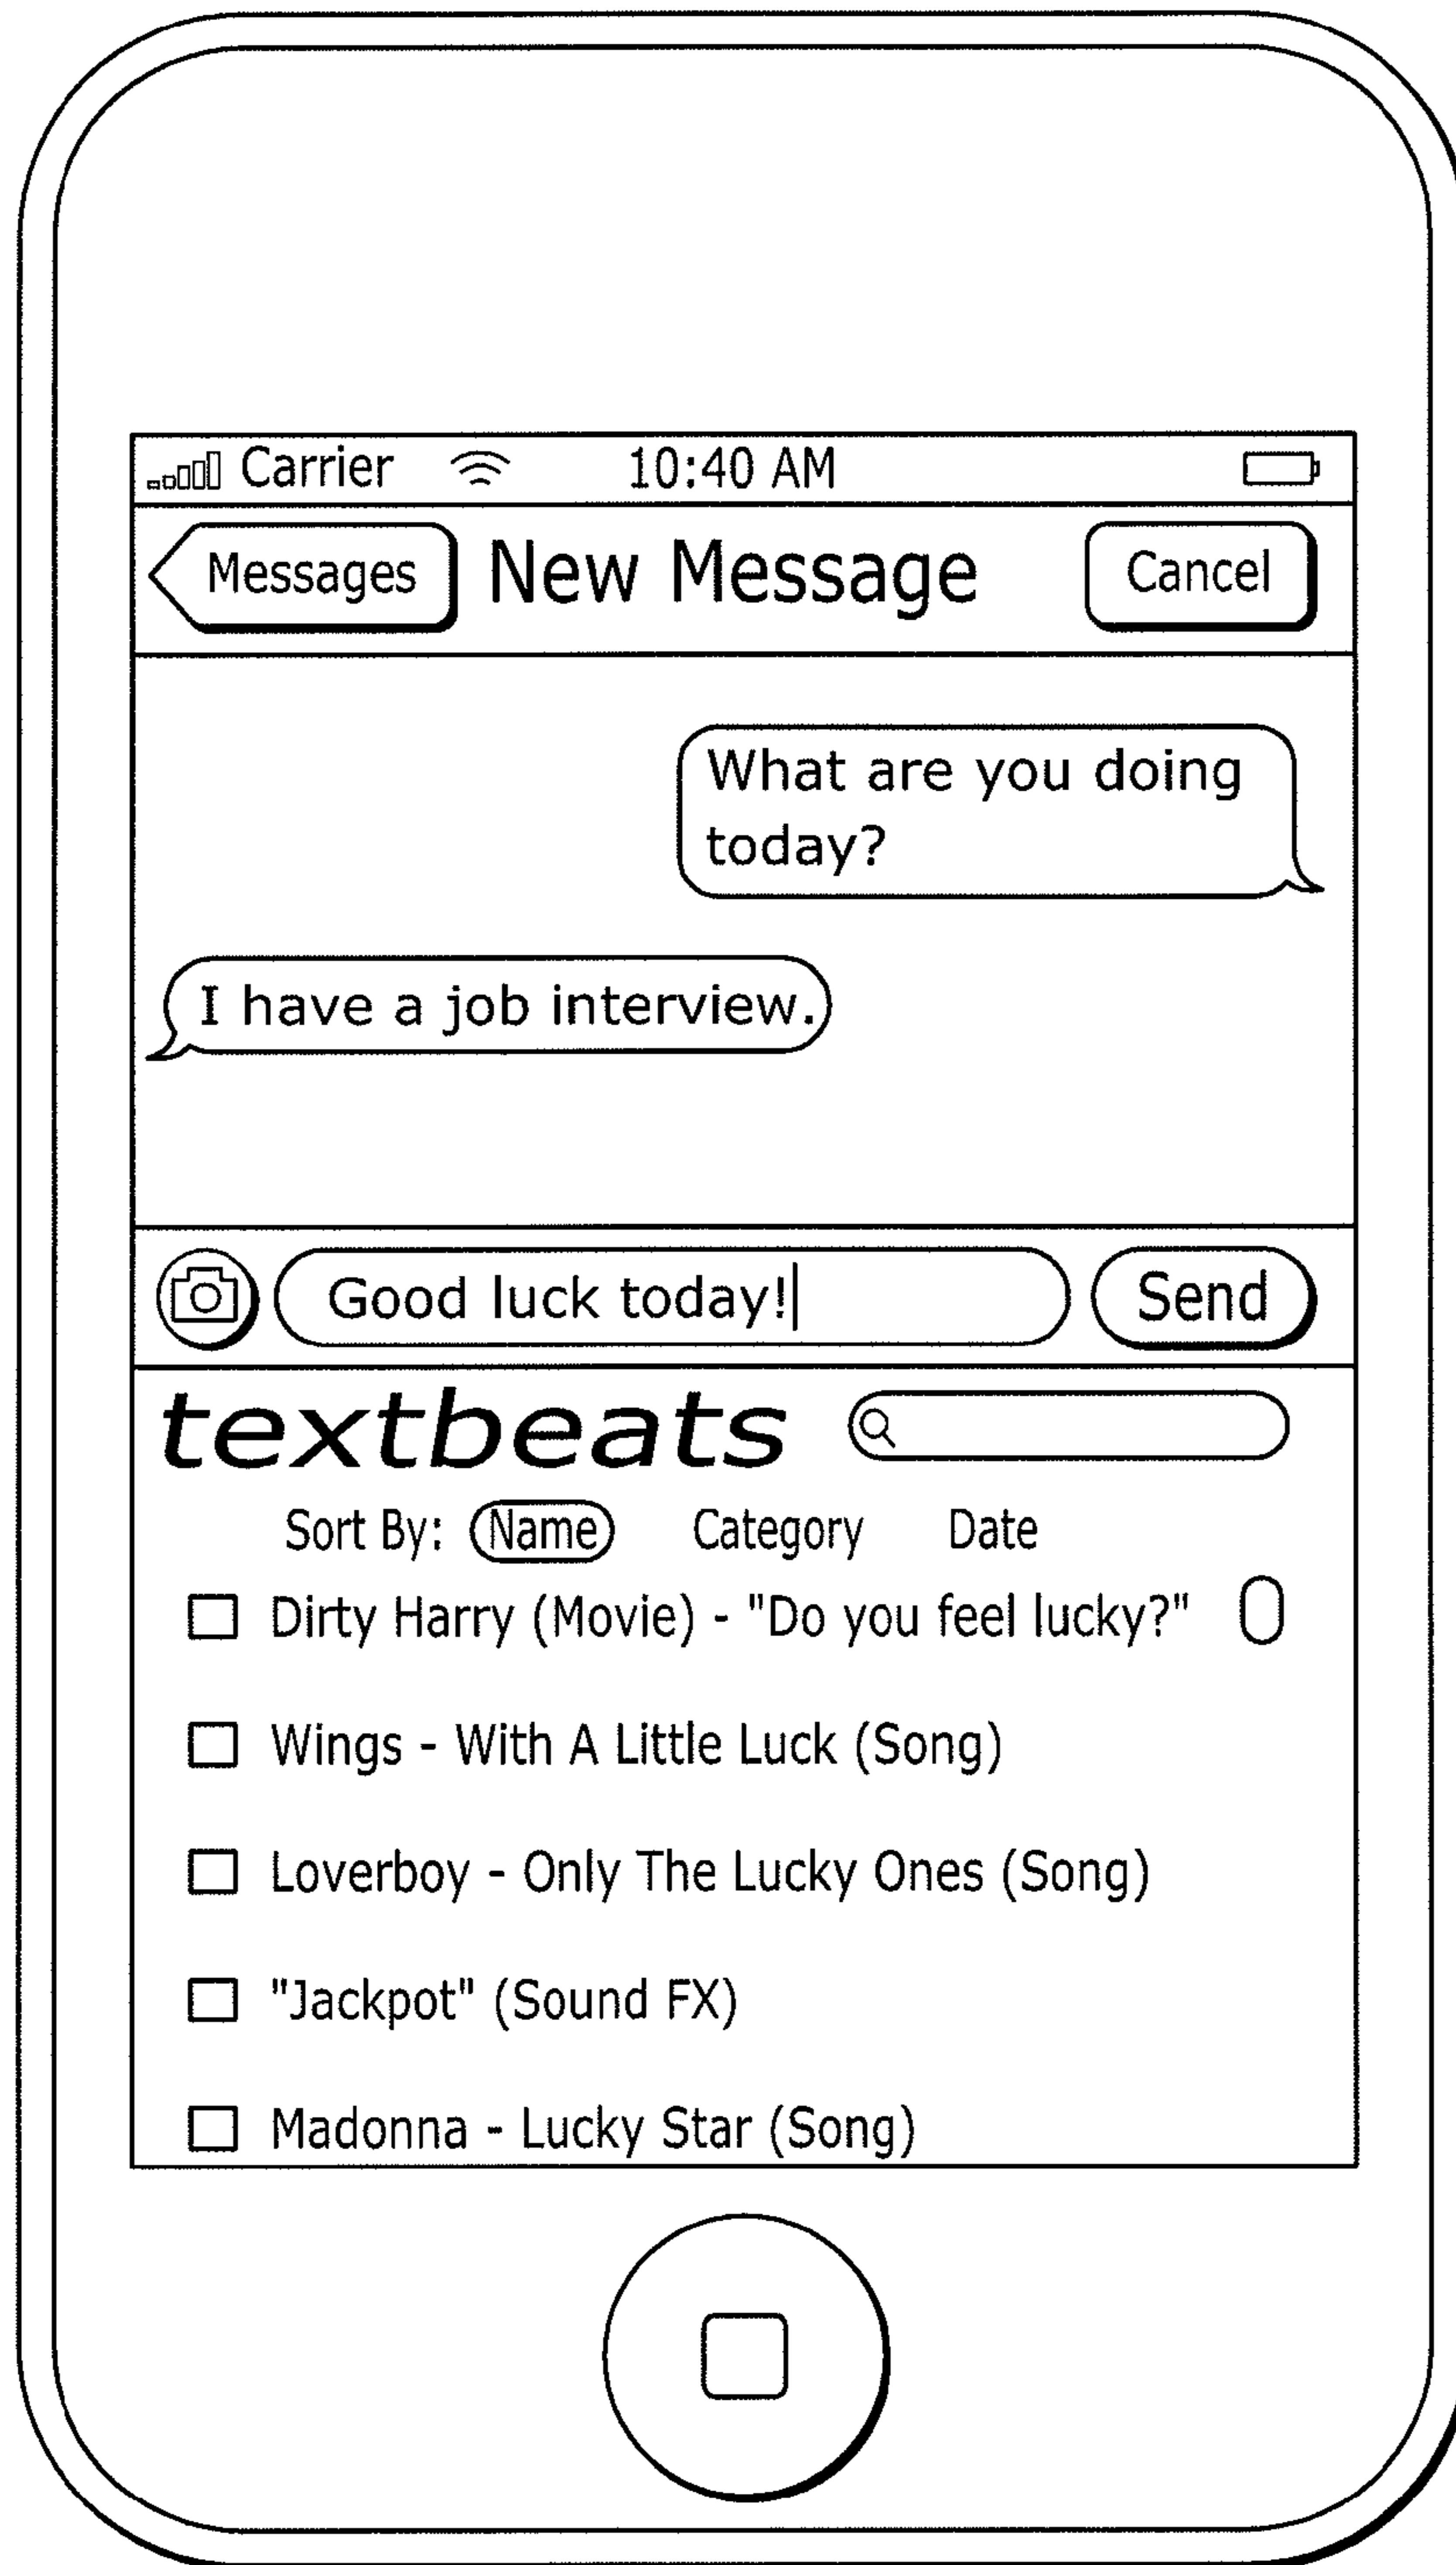 Carrier 10:40 AM
Messages New Message Cancel
What are you doing
today?
I have a job interview.
Good luck today! Send
textbeats
Sort By: Name Category Date
Dirty Harry (Movie) - "Do you feel lucky?"
Wings - With A Little Luck (Song)
Loverboy - Only The Lucky Ones (Song)
"Jackpot" (Sound FX)
Madonna - Lucky Star (Song)